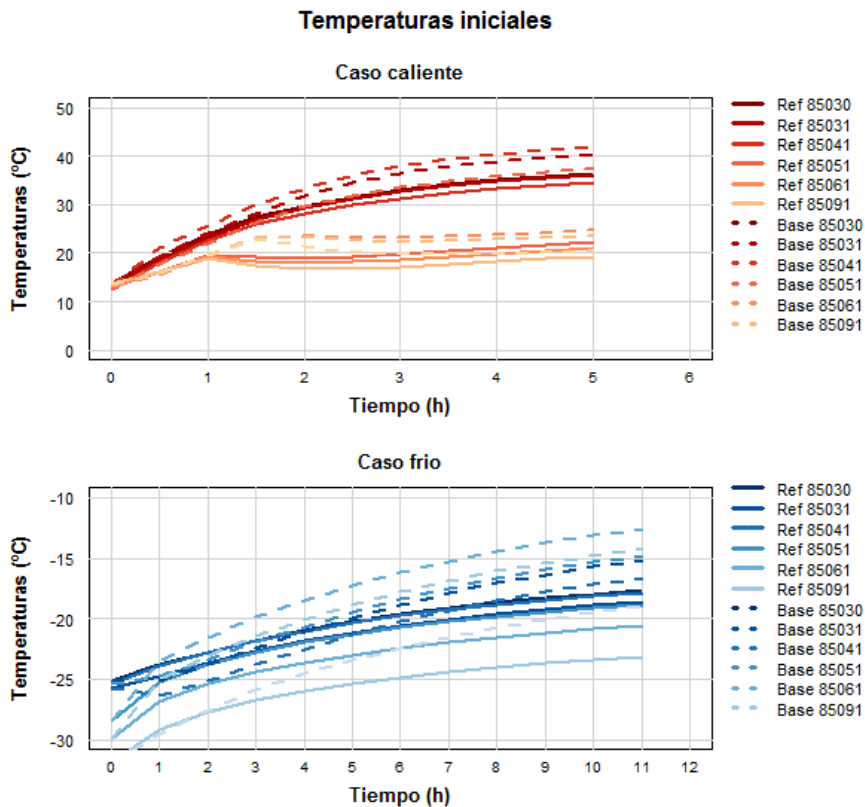 Temperaturas iniciales
Caso caliente
Temperaturas (ºC)
50
40
30
20
10
0
0 1 2 3 4 5 6
Tiempo (h)
Ref 85030
Ref 85031
Ref 85041
Ref 85051
Ref 85061
Ref 85091
Base 85030
Base 85031
Base 85041
Base 85051
Base 85061
Base 85091
Caso frio
Temperaturas (ºC)
-10
-15
-20
-25
-30
0 1 2 3 4 5 6 7 8 9 10 11 12
Tiempo (h)
Ref 85030
Ref 85031
Ref 85041
Ref 85051
Ref 85061
Ref 85091
Base 85030
Base 85031
Base 85041
Base 85051
Base 85061
Base 85091